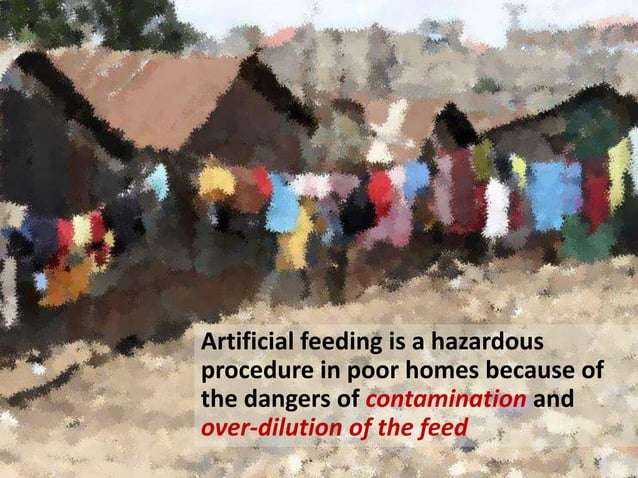 Artificial feeding is a hazardous
procedure in poor homes because of
the dangers of contamination and
over-dilution of the feed